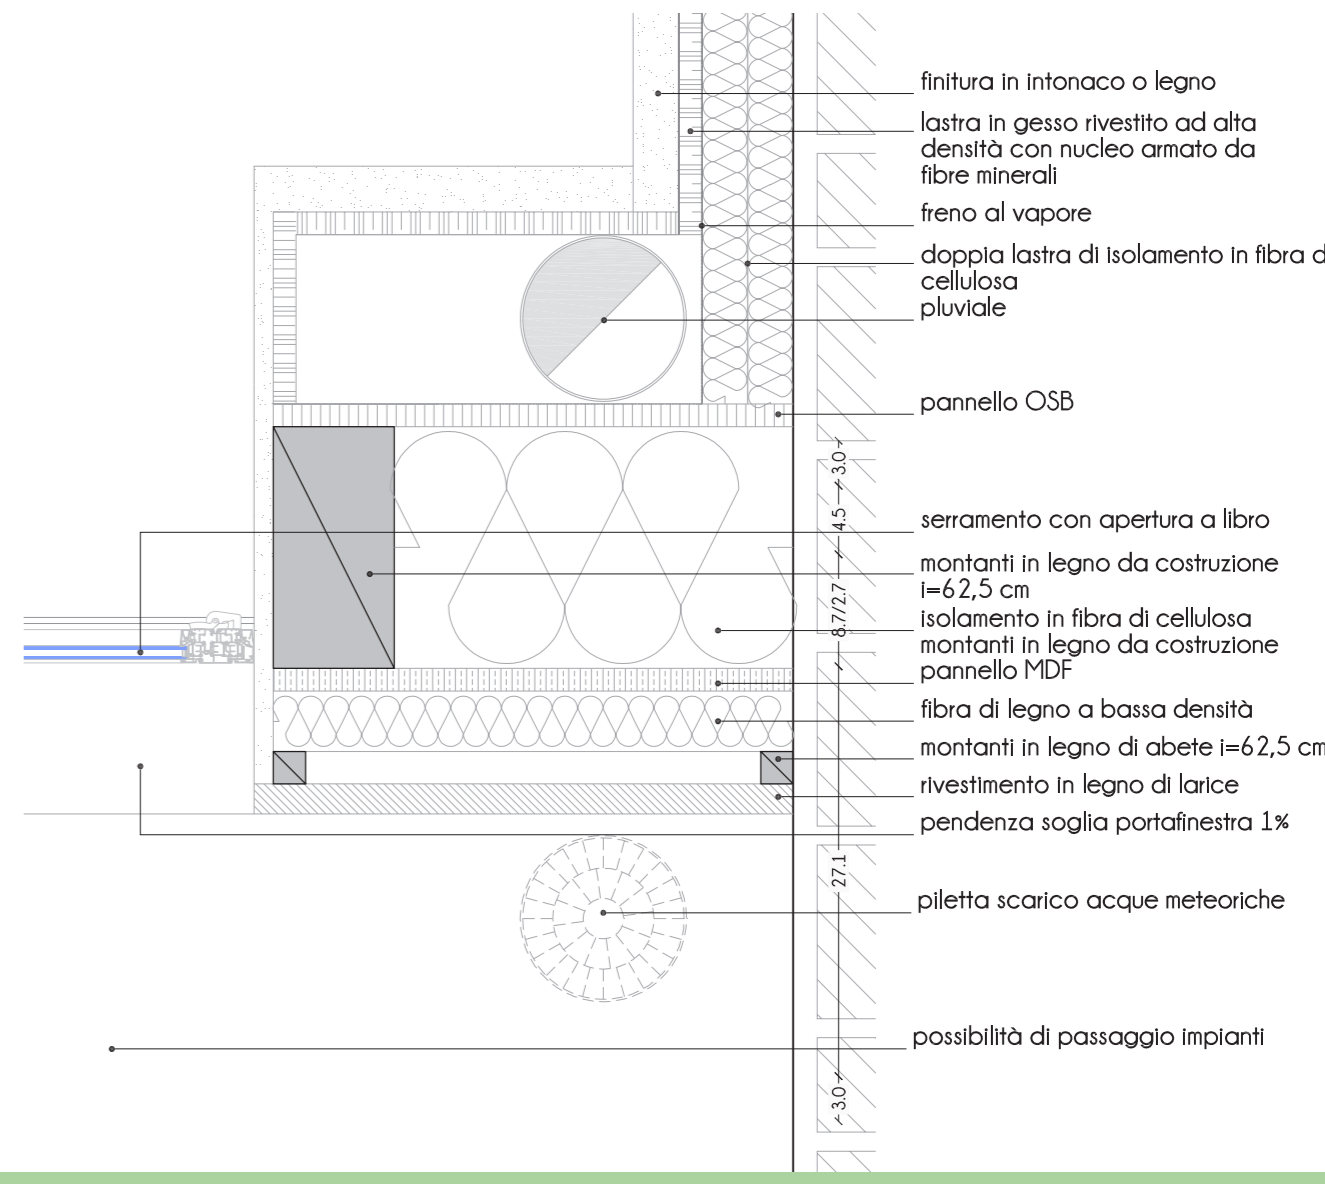 finitura in intonaco o legno
lastra in gesso rivestito ad alta
densità con nucleo armato da
fibre minerali
freno al vapore
doppia lastra di isolamento in fibra d
cellulosa
pluviale
pannello OSB
3.0
4.5
serramento con apertura a libro
montanti in legno da costruzione
i=62,5 cm
8.7/2.7
isolamento in fibra di cellulosa
montanti in legno da costruzione
pannello MDF
fibra di legno a bassa densità
montanti in legno di abete i=62,5 cm
rivestimento in legno di larice
pendenza soglia portafinestra 1%
27.1
piletta scarico acque meteoriche
possibilità di passaggio impianti
3.0